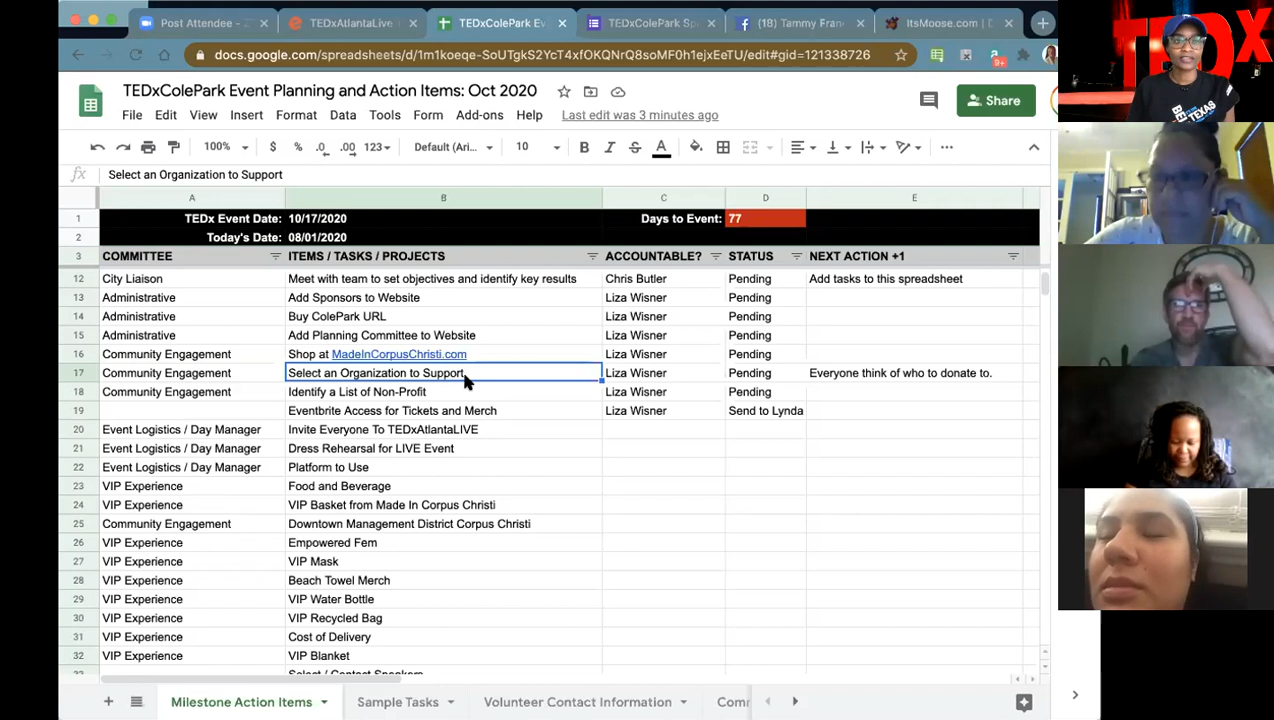 Post Attendee -
TEDxAtlantaLive
TEDxColePark Ev
TEDxColePark Sp
(18) Tammy Fran
ItsMoose.com | D
docs.google.com/spreadsheets/d/1m1koeqe-SoUTgkS2YcT4xfOKQNrQ8soMF0h1ejxEeTU/edit#gid=121338726
9+
TEDxColePark Event Planning and Action Items: Oct 2020
File Edit View Insert Format Data Tools Form Add-ons Help Last edit was 3 minutes ago
Share
100% $ % .0 .00 123 Default (Ari... 10 B I S A
fx Select an Organization to Support
A B C D E
1 TEDx Event Date: 10/17/2020 Days to Event: 77
2 Today's Date: 08/01/2020
3 COMMITTEE ITEMS / TASKS / PROJECTS ACCOUNTABLE? STATUS NEXT ACTION +1
12 City Liaison Meet with team to set objectives and identify key results Chris Butler Pending Add tasks to this spreadsheet
13 Administrative Add Sponsors to Website Liza Wisner Pending
14 Administrative Buy ColePark URL Liza Wisner Pending
15 Administrative Add Planning Committee to Website Liza Wisner Pending
16 Community Engagement Shop at MadeInCorpusChristi.com Liza Wisner Pending
17 Community Engagement Select an Organization to Support Liza Wisner Pending Everyone think of who to donate to.
18 Community Engagement Identify a List of Non-Profit Liza Wisner Pending
19 Eventbrite Access for Tickets and Merch Liza Wisner Send to Lynda
20 Event Logistics / Day Manager Invite Everyone To TEDxAtlantaLIVE
21 Event Logistics / Day Manager Dress Rehearsal for LIVE Event
22 Event Logistics / Day Manager Platform to Use
23 VIP Experience Food and Beverage
24 VIP Experience VIP Basket from Made In Corpus Christi
25 Community Engagement Downtown Management District Corpus Christi
26 VIP Experience Empowered Fem
27 VIP Experience VIP Mask
28 VIP Experience Beach Towel Merch
29 VIP Experience VIP Water Bottle
30 VIP Experience VIP Recycled Bag
31 VIP Experience Cost of Delivery
32 VIP Experience VIP Blanket
Select / Contact Speakers
Milestone Action Items Sample Tasks Volunteer Contact Information Comr
TEDx
TEXAS